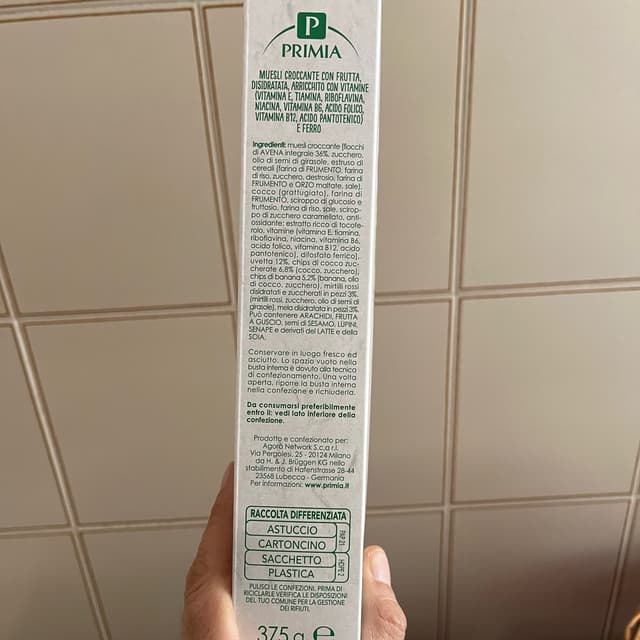 P
PRIMIA
MUESLI CROCCANTE CON FRUTTA
DISIDRATATA, ARRICCHITO CON VITAMINE
(VITAMINA E, TIAMINA, RIBOFLAVINA,
NIACINA, VITAMINA B6, ACIDO FOLICO,
VITAMINA B12, ACIDO PANTOTENICO)
E FERRO
Ingredienti: muesli croccante (fiocchi
di AVENA integrale 36%, zucchero,
olio di semi di girasole, estruso di
cereali (farina di FRUMENTO, farina
di riso, zucchero, destrosio, farina di
FRUMENTO e ORZO maltate, sale),
cocco (grattugiato), farina di
FRUMENTO, sciroppo di glucosio e
fruttosio, farina di riso, sale, scirop-
po di zucchero caramellato, anti-
ossidante: estratto ricco di tocofe-
rolo, vitamine (vitamina E, tiamina,
riboflavina, niacina, vitamina B6,
acido folico, vitamina B12, acido
pantotenico), difosfato ferrico),
uvetta 12%, chips di cocco zuc-
cherate 6,8% (cocco, zucchero),
chips di banana 5,2% (banana, olio
di cocco, zucchero), mirtilli rossi
disidratati e zuccherati in pezzi 3%
(mirtilli rossi, zucchero, olio di semi di
girasole), mela disidratata in pezzi 3%.
Può contenere ARACHIDI, FRUTTA
A GUSCIO, semi di SESAMO, LUPINI,
SENAPE e derivati del LATTE e della
SOIA.
Conservare in luogo fresco ed
asciutto. Lo spazio vuoto nella
busta interna è dovuto alla tecnica
di confezionamento. Una volta
aperta, riporre la busta interna
nella confezione e richiuderla.
Da consumarsi preferibilmente
entro il: vedi lato inferiore della
confezione.
Prodotto e confezionato per:
Agorà Network S.c.a r.l.
Via Pergolesi, 25 - 20124 Milano
da H. & J. Brüggen KG nello
stabilimento di Hafenstrasse 28-44
23568 Lubecca - Germania
Per informazioni: www.primia.it
RACCOLTA DIFFERENZIATA
ASTUCCIO
CARTONCINO
PAP 21
SACCHETTO
PLASTICA
HDPE 2
PULISCI LE CONFEZIONI, PRIMA DI
RICICLARLE VERIFICA LE DISPOSIZIONI
DEL TUO COMUNE PER LA GESTIONE
DEI RIFIUTI.
375 g e